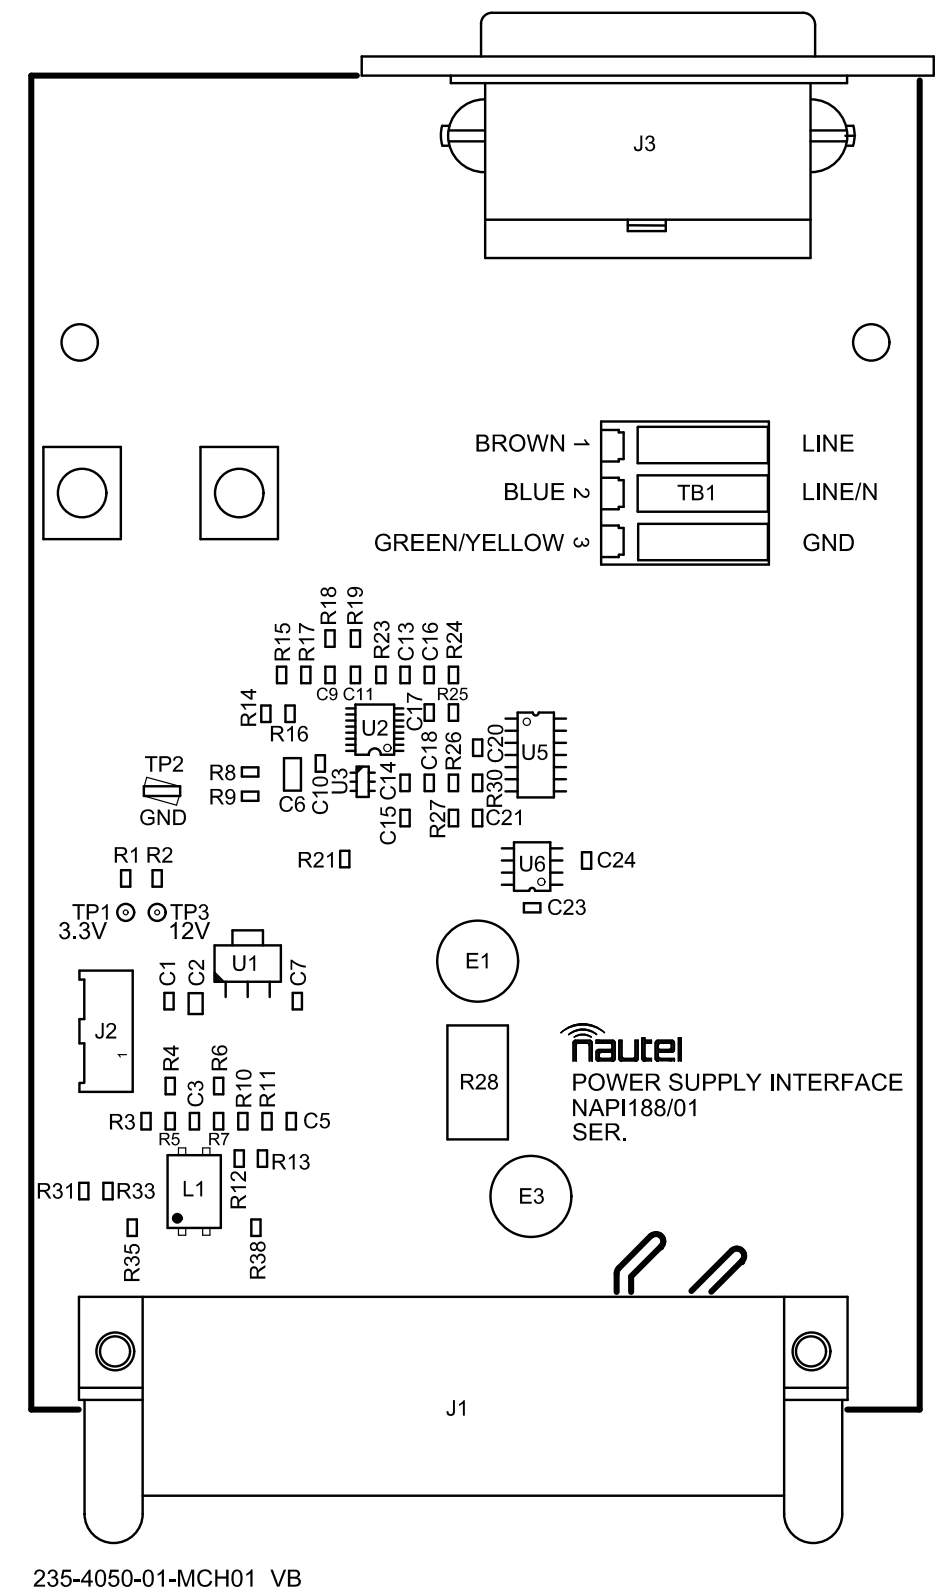 J3
BROWN 1 LINE
BLUE 2 TB1 LINE/N
GREEN/YELLOW 3 GND
R18 R19
R15 R17 R23 C13 C16 R24
C9 C11 R25
R14 R16 U2 C17
C20 U5
TP2 R8 C18 R26
R9 C6 C10 U3 C14 R30
GND C15 R27 C21
R21 U6 C24
R1 R2
TP1 TP3 C23
3.3V 12V
U1 E1
C1 C2 C7
J2
1
nautel
R4 R6 R28 POWER SUPPLY INTERFACE
C3 R10 R11 NAPI188/01
R3 C5 SER.
R5 R7
R12 R13
R31 R33 L1 E3
R35 R38
J1
235-4050-01-MCH01 VB